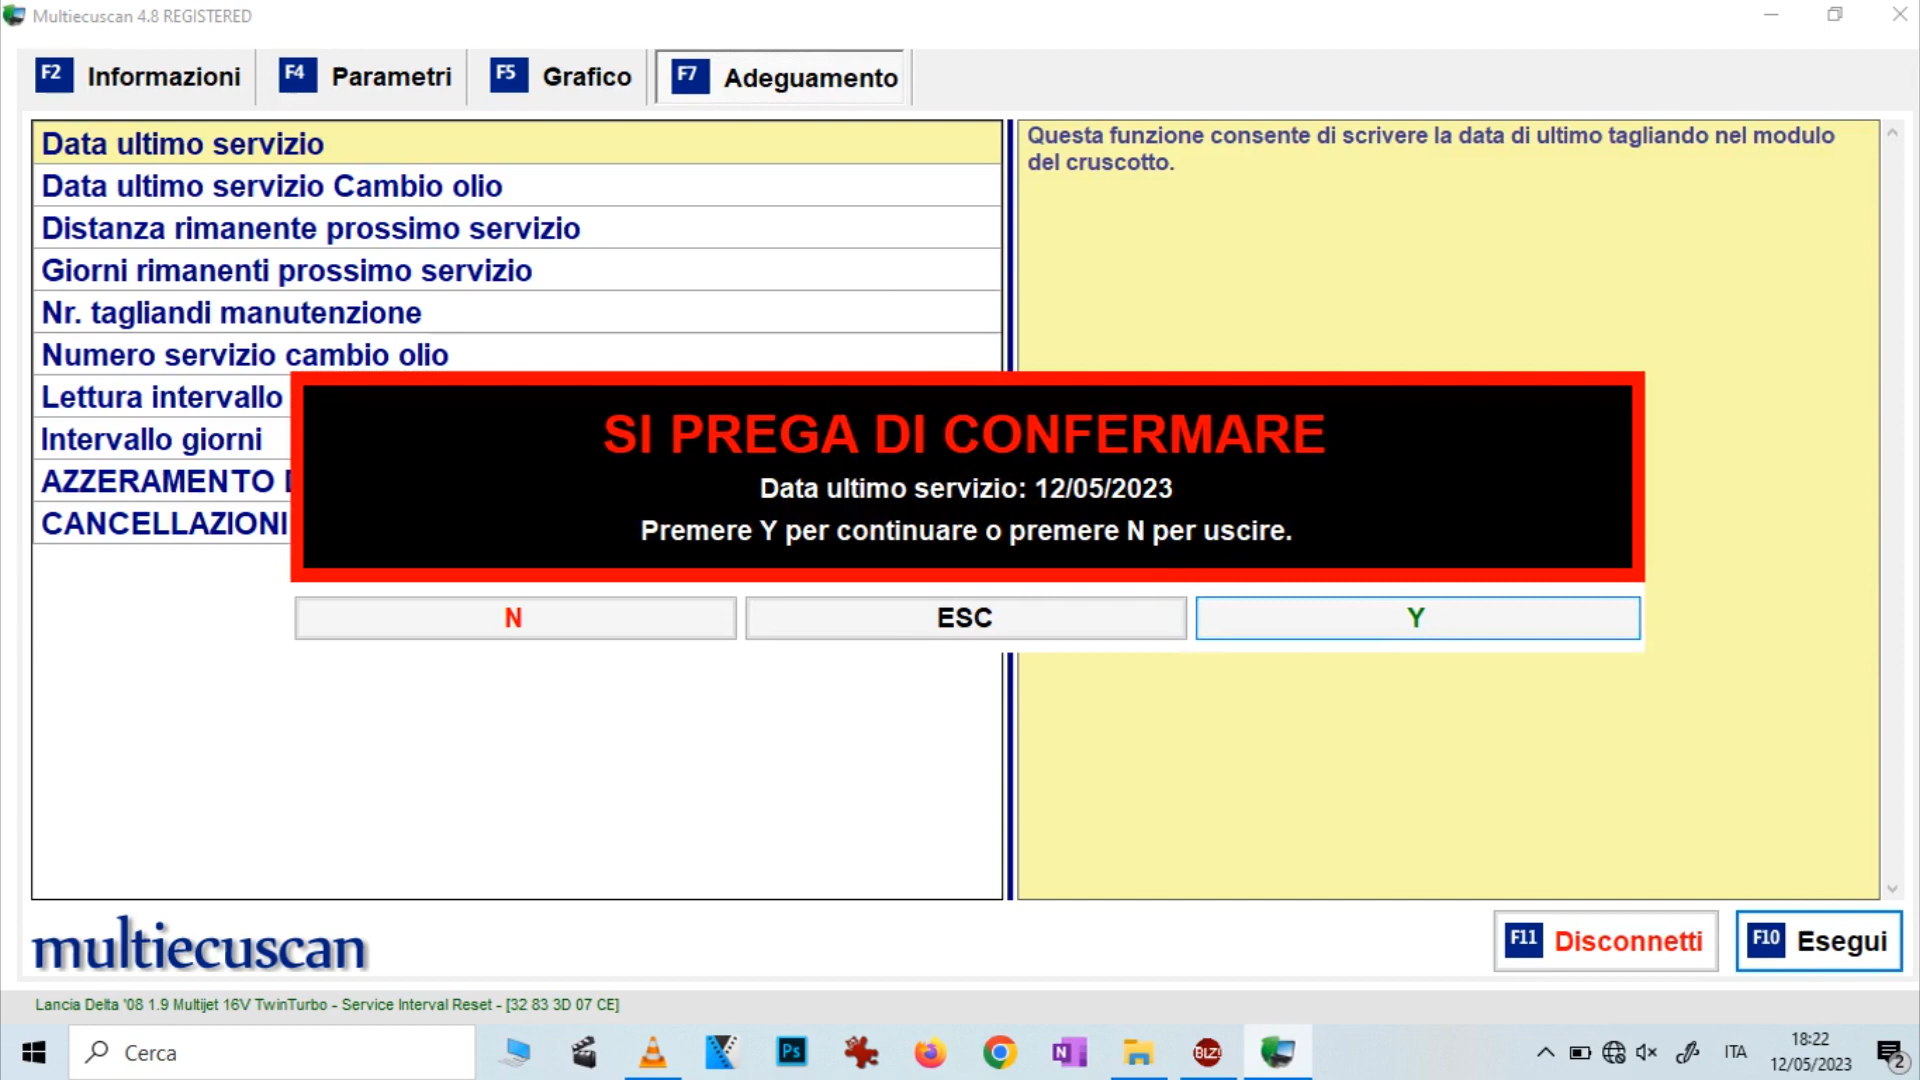 Multiecuscan 4.8 REGISTERED
F2 Informazioni
F4 Parametri
F5 Grafico
F7 Adeguamento
Data ultimo servizio
Data ultimo servizio Cambio olio
Distanza rimanente prossimo servizio
Giorni rimanenti prossimo servizio
Nr. tagliandi manutenzione
Numero servizio cambio olio
Lettura intervallo
Intervallo giorni
AZZERAMENTO
CANCELLAZIONI
Questa funzione consente di scrivere la data di ultimo tagliando nel modulo
del cruscotto.
SI PREGA DI CONFERMARE
Data ultimo servizio: 12/05/2023
Premere Y per continuare o premere N per uscire.
N
ESC
Y
multiecuscan
F11 Disconnetti
F10 Esegui
Lancia Delta '08 1.9 Multijet 16V TwinTurbo - Service Interval Reset - [32 83 3D 07 CE]
Cerca
Ps
N
BLZ!
ITA
18:22
12/05/2023
2